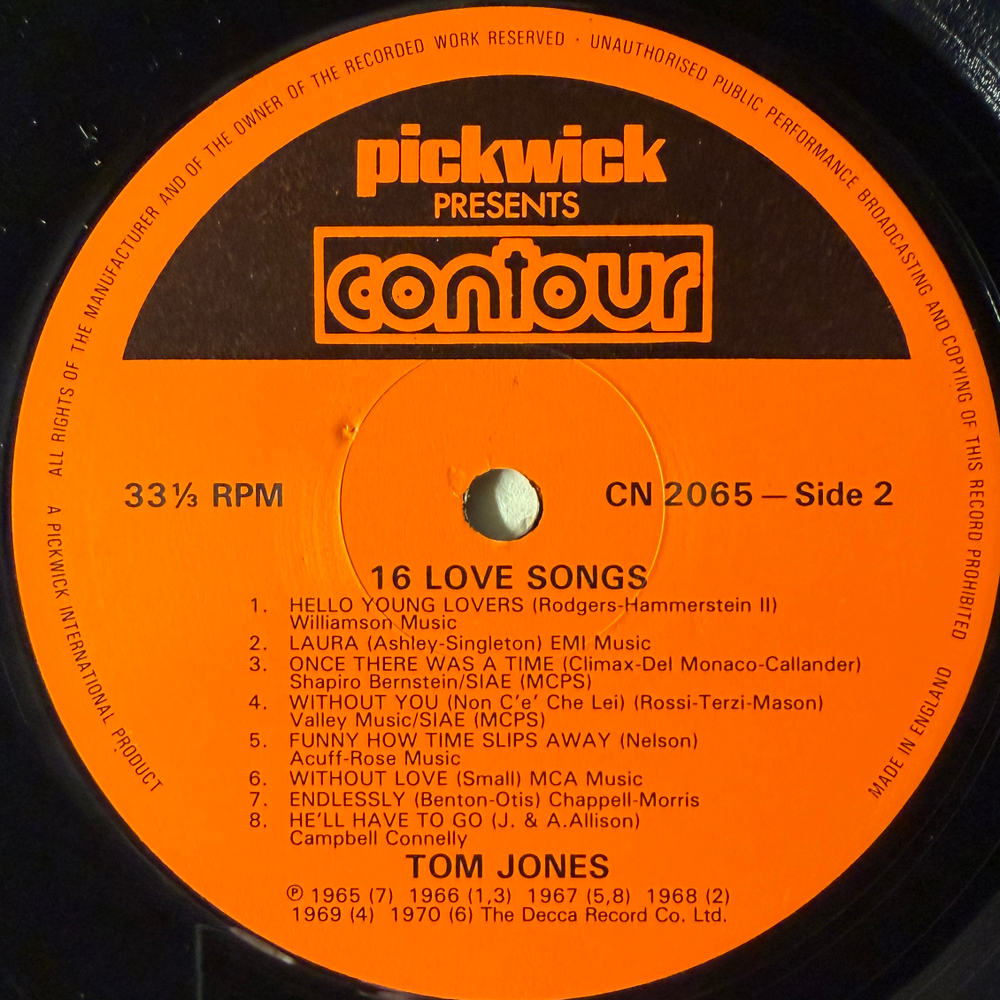 ALL RIGHTS OF THE MANUFACTURER AND OF THE OWNER OF THE RECORDED WORK RESERVED · UNAUTHORISED PUBLIC PERFORMANCE BROADCASTING AND COPYING OF THIS RECORD PROHIBITED
pickwick
PRESENTS
contour
33⅓ RPM
CN 2065 — Side 2
16 LOVE SONGS
1. HELLO YOUNG LOVERS (Rodgers-Hammerstein II)
Williamson Music
2. LAURA (Ashley-Singleton) EMI Music
3. ONCE THERE WAS A TIME (Climax-Del Monaco-Callander)
Shapiro Bernstein/SIAE (MCPS)
4. WITHOUT YOU (Non C'e' Che Lei) (Rossi-Terzi-Mason)
Valley Music/SIAE (MCPS)
5. FUNNY HOW TIME SLIPS AWAY (Nelson)
Acuff-Rose Music
6. WITHOUT LOVE (Small) MCA Music
7. ENDLESSLY (Benton-Otis) Chappell-Morris
8. HE'LL HAVE TO GO (J. & A.Allison)
Campbell Connelly
TOM JONES
℗ 1965 (7) 1966 (1,3) 1967 (5,8) 1968 (2)
1969 (4) 1970 (6) The Decca Record Co. Ltd.
A PICKWICK INTERNATIONAL PRODUCT
MADE IN ENGLAND